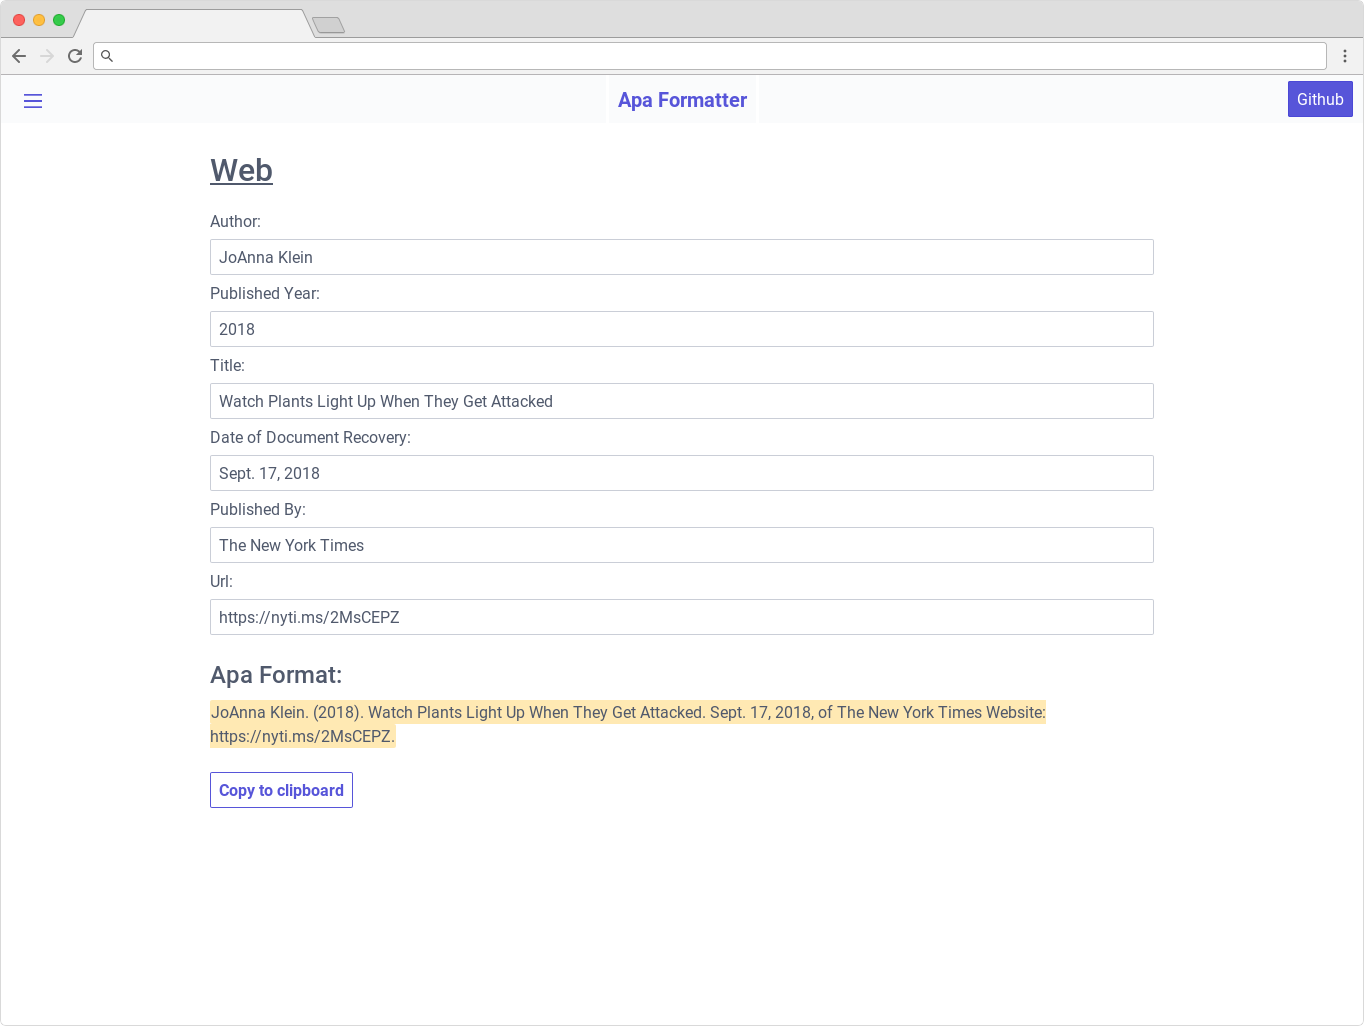 Apa Formatter
Github
Web
Author:
JoAnna Klein
Published Year:
2018
Title:
Watch Plants Light Up When They Get Attacked
Date of Document Recovery:
Sept. 17, 2018
Published By:
The New York Times
Url:
https://nyti.ms/2MsCEPZ
Apa Format:
JoAnna Klein. (2018). Watch Plants Light Up When They Get Attacked. Sept. 17, 2018, of The New York Times Website:
https://nyti.ms/2MsCEPZ.
Copy to clipboard